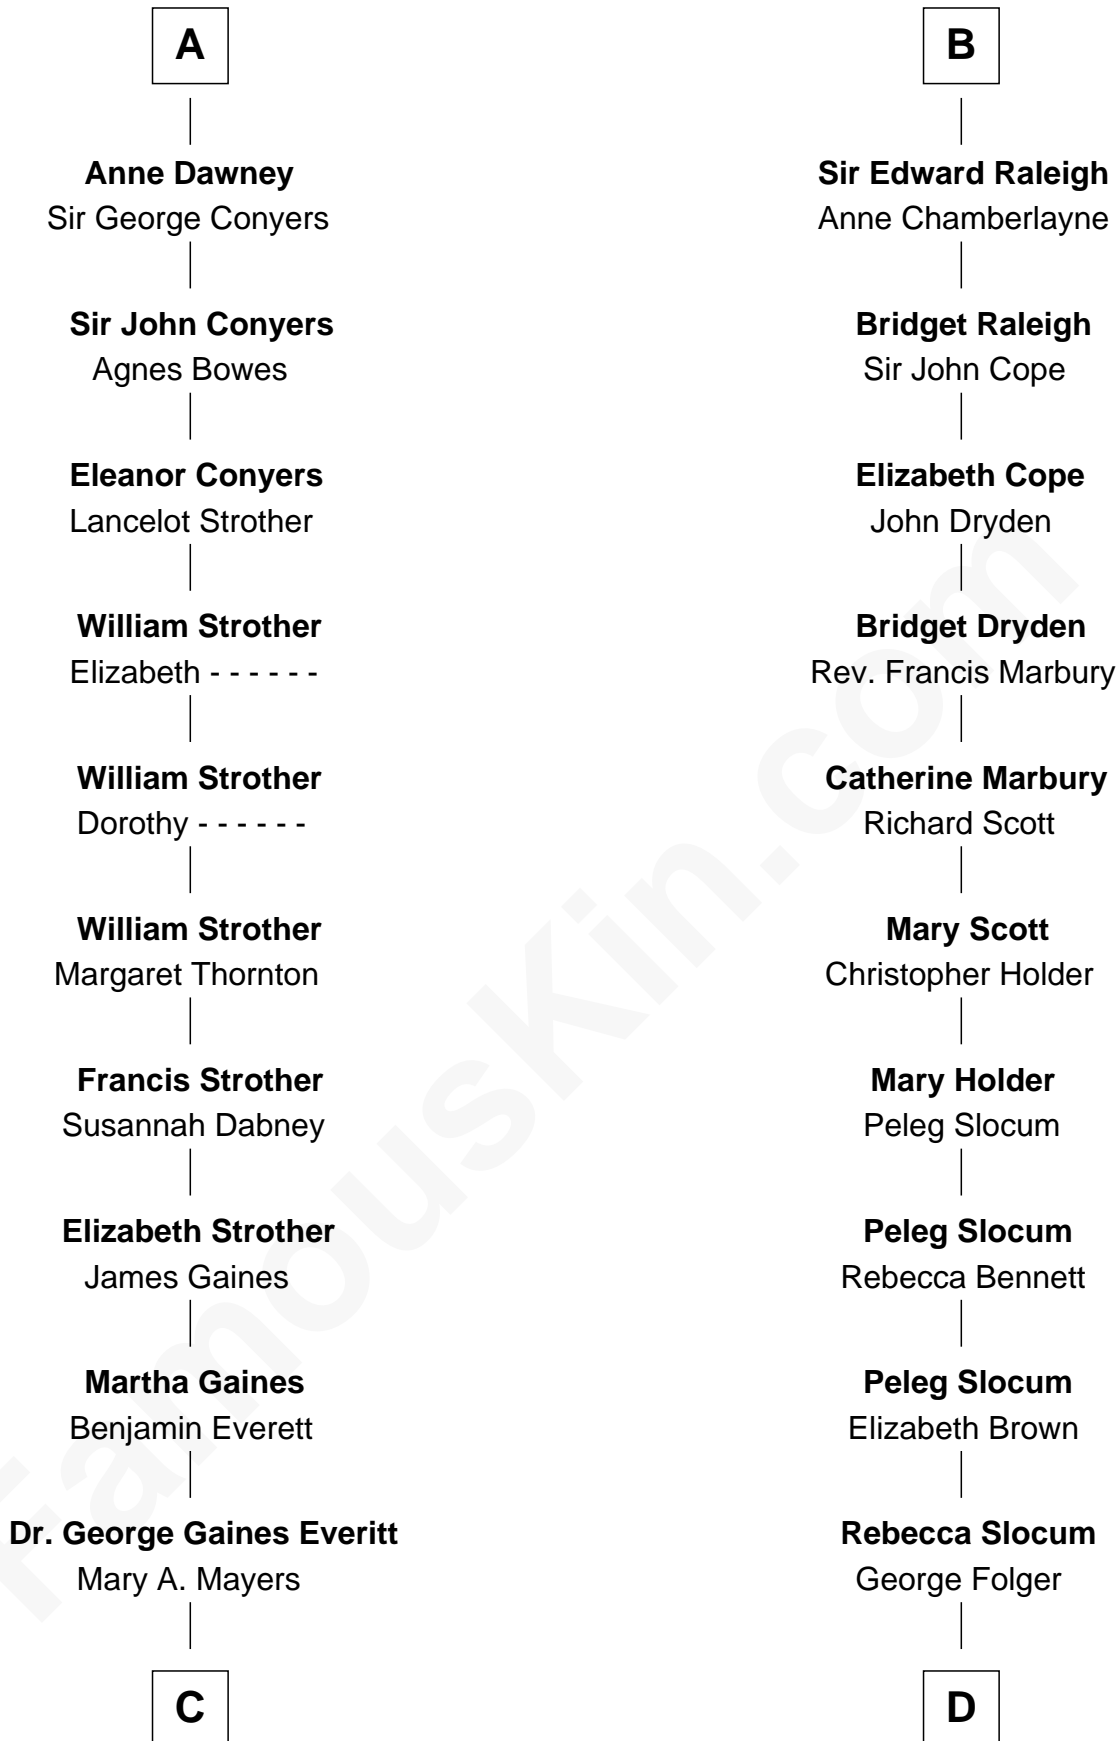 A
Anne Dawney
Sir George Conyers
Sir John Conyers
Agnes Bowes
Eleanor Conyers
Lancelot Strother
William Strother
Elizabeth - - - - - -
William Strother
Dorothy - - - - - -
William Strother
Margaret Thornton
Francis Strother
Susannah Dabney
Elizabeth Strother
James Gaines
Martha Gaines
Benjamin Everett
Dr. George Gaines Everitt
Mary A. Mayers
C
B
Sir Edward Raleigh
Anne Chamberlayne
Bridget Raleigh
Sir John Cope
Elizabeth Cope
John Dryden
Bridget Dryden
Rev. Francis Marbury
Catherine Marbury
Richard Scott
Mary Scott
Christopher Holder
Mary Holder
Peleg Slocum
Peleg Slocum
Rebecca Bennett
Peleg Slocum
Elizabeth Brown
Rebecca Slocum
George Folger
D
FamousKin.com